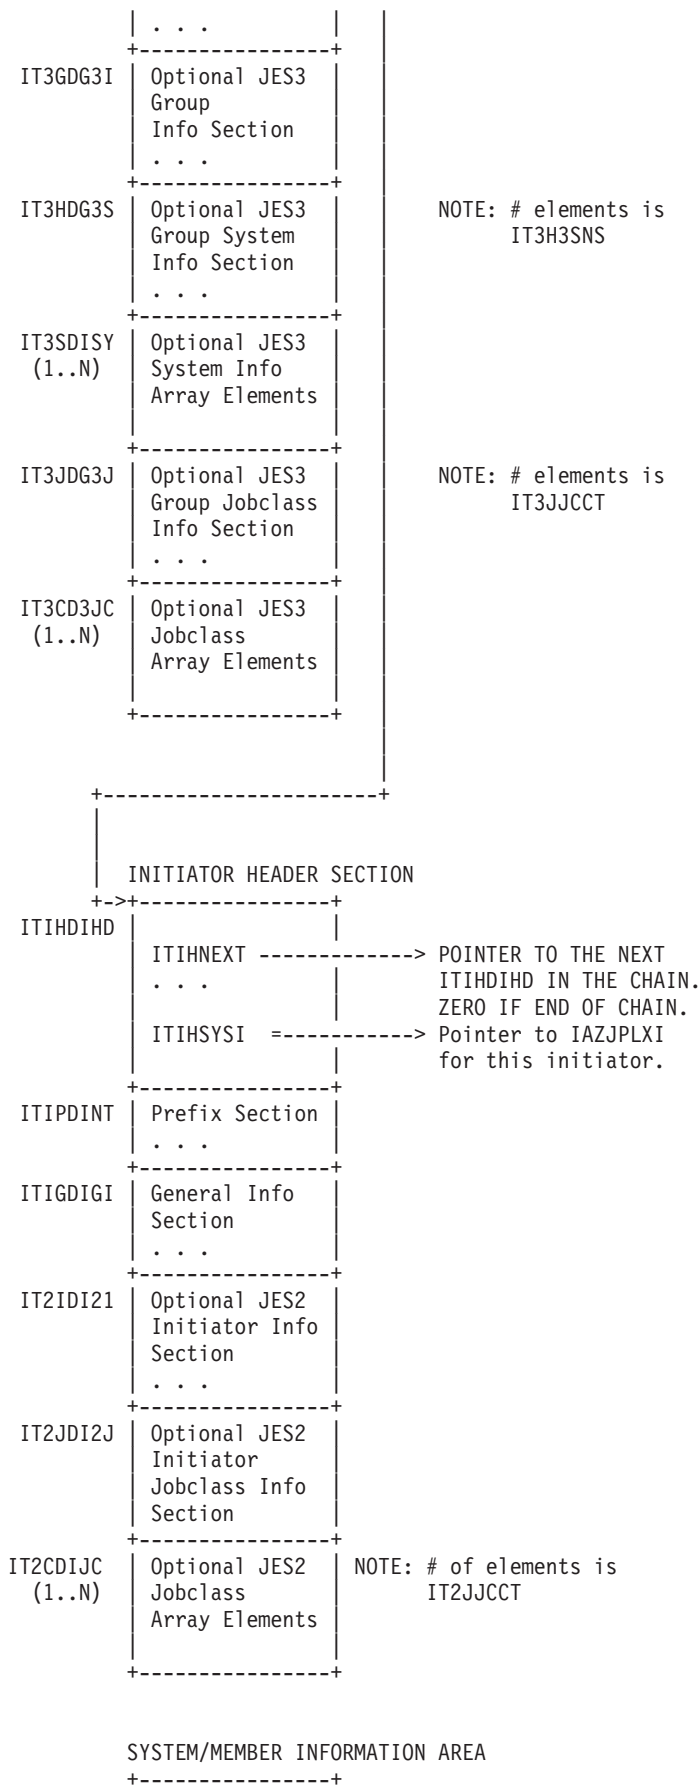 | . . .          |    |
                +----------------+    |
IT3GDG3I | Optional JES3 | |
| Group | |
| Info Section | |
| . . . | |
+----------------+ |
IT3HDG3S | Optional JES3 | | NOTE: # elements is
| Group System | | IT3H3SNS
| Info Section | |
| . . . | |
+----------------+ |
IT3SDISY | Optional JES3 | |
(1..N) | System Info | |
| Array Elements | |
| | |
+----------------+ |
IT3JDG3J | Optional JES3 | | NOTE: # elements is
| Group Jobclass | | IT3JJCCT
| Info Section | |
| . . . | |
+----------------+ |
IT3CD3JC | Optional JES3 | |
(1..N) | Jobclass | |
| Array Elements | |
| | |
+----------------+ |
|
|
+-----------------------+
|
|
|
| INITIATOR HEADER SECTION
+->+----------------+
ITIHDIHD | |
| ITIHNEXT -------------> POINTER TO THE NEXT
| . . . | ITIHDIHD IN THE CHAIN.
| | ZERO IF END OF CHAIN.
| ITIHSYSI =-----------> Pointer to IAZJPLXI
| | for this initiator.
+----------------+
ITIPDINT | Prefix Section |
| . . . |
+----------------+
ITIGDIGI | General Info |
| Section |
| . . . |
+----------------+
IT2IDI21 | Optional JES2 |
| Initiator Info |
| Section |
| . . . |
+----------------+
IT2JDI2J | Optional JES2 |
| Initiator |
| Jobclass Info |
| Section |
+----------------+
IT2CDIJC | Optional JES2 | NOTE: # of elements is
(1..N) | Jobclass | IT2JJCCT
| Array Elements |
| |
+----------------+
SYSTEM/MEMBER INFORMATION AREA
+----------------+